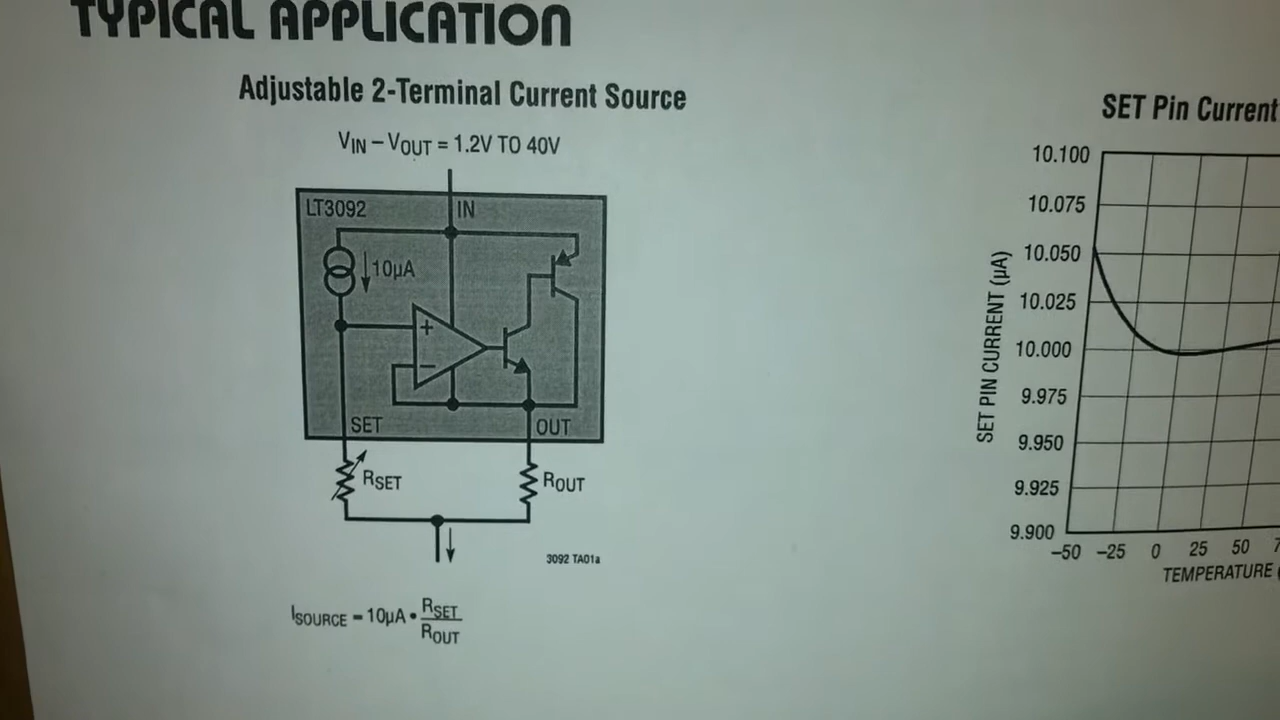 TYPICAL APPLICATION
Adjustable 2-Terminal Current Source
VIN – VOUT = 1.2V TO 40V
LT3092
IN
10µA
+
–
SET
OUT
RSET
ROUT
3092 TA01a
ISOURCE = 10µA • RSET
ROUT
SET Pin Current
10.100
10.075
10.050
10.025
10.000
9.975
9.950
9.925
9.900
SET PIN CURRENT (µA)
–50 –25 0 25 50
TEMPERATURE (